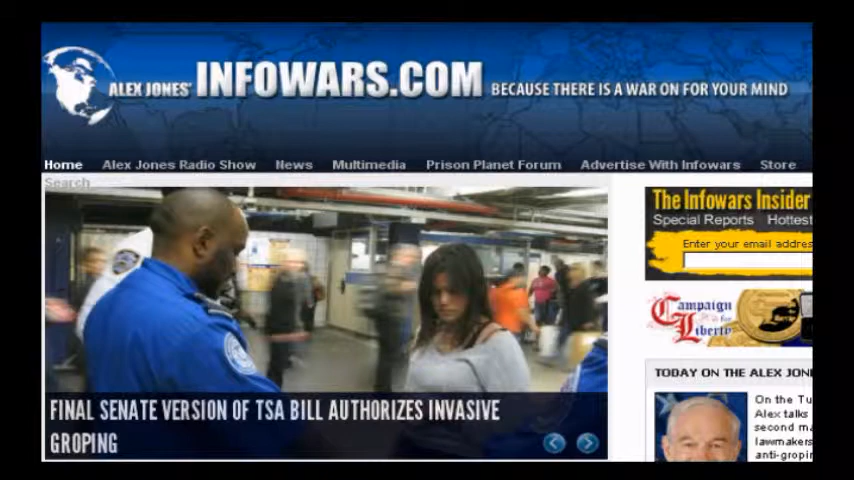 ALEX JONES' INFOWARS.COM BECAUSE THERE IS A WAR ON FOR YOUR MIND
Home Alex Jones Radio Show News Multimedia Prison Planet Forum Advertise With Infowars Store
Search
The Infowars Insider
Special Reports Hottest
Enter your email addres
Campaign
for
Liberty
FINAL SENATE VERSION OF TSA BILL AUTHORIZES INVASIVE
GROPING
TODAY ON THE ALEX JON
On the Tu
Alex talks
second ma
lawmakers
anti-gropin